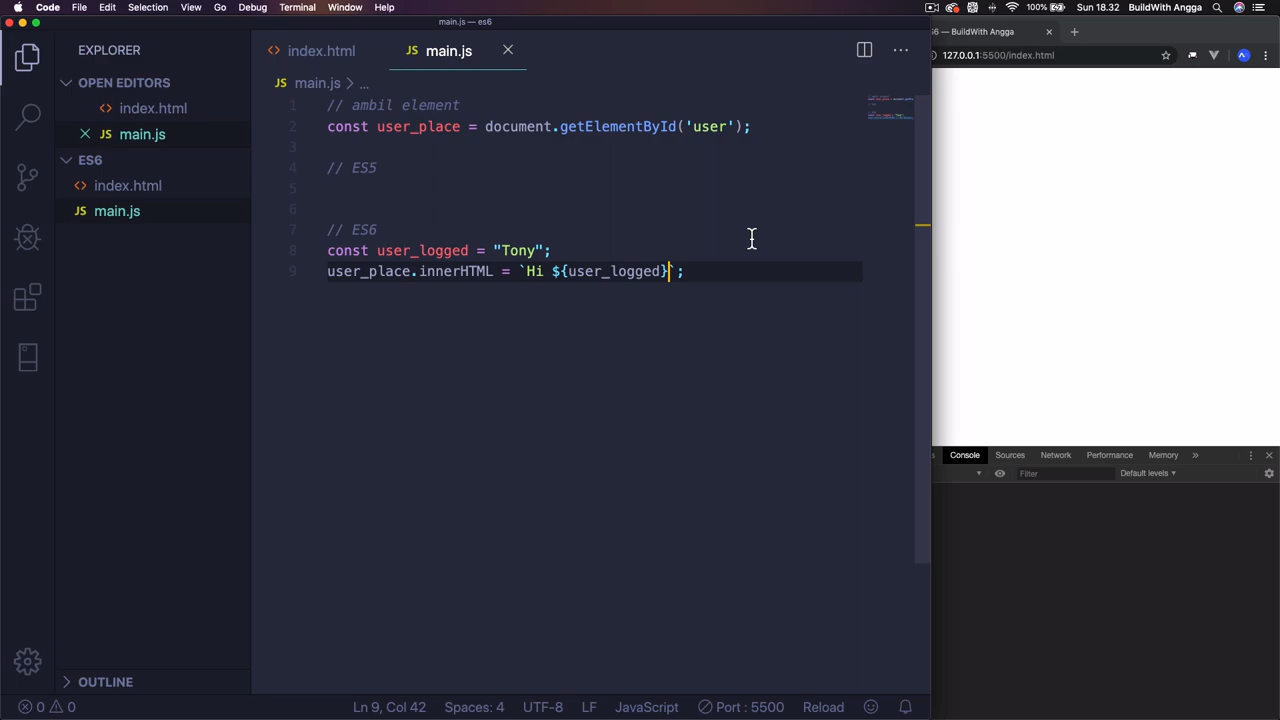 Code File Edit Selection View Go Debug Terminal Window Help 100% Sun 18.32 BuildWith Angga
main.js — es6
EXPLORER
index.html
JS main.js
6 — BuildWith Angga
127.0.0.1:5500/index.html
OPEN EDITORS
index.html
JS main.js
ES6
index.html
JS main.js
JS main.js > ...
1 // ambil element
2 const user_place = document.getElementById('user');
3
4 // ES5
5
6
7 // ES6
8 const user_logged = "Tony";
9 user_place.innerHTML = `Hi ${user_logged}`;
Console Sources Network Performance Memory »
Filter Default levels
OUTLINE
0 0 Ln 9, Col 42 Spaces: 4 UTF-8 LF JavaScript Port : 5500 Reload